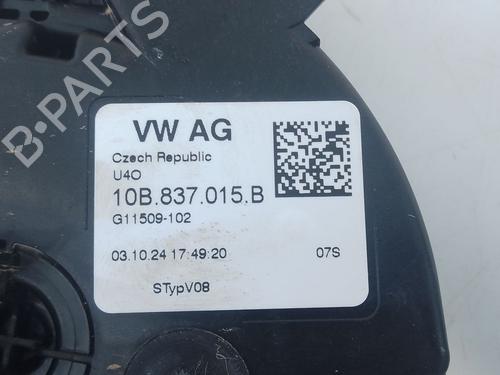 B-PARTS
VW AG
Czech Republic
U4O
10B.837.015.B
G11509-102
03.10.24 17:49:20 07S
STypV08